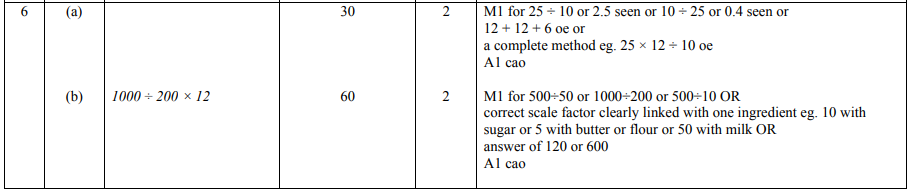 6 (a) 30 2 M1 for 25 ÷ 10 or 2.5 seen or 10 ÷ 25 or 0.4 seen or
12 + 12 + 6 oe or
a complete method eg. 25 × 12 ÷ 10 oe
A1 cao
(b) 1000 ÷ 200 × 12 60 2 M1 for 500÷50 or 1000÷200 or 500÷10 OR
correct scale factor clearly linked with one ingredient eg. 10 with
sugar or 5 with butter or flour or 50 with milk OR
answer of 120 or 600
A1 cao